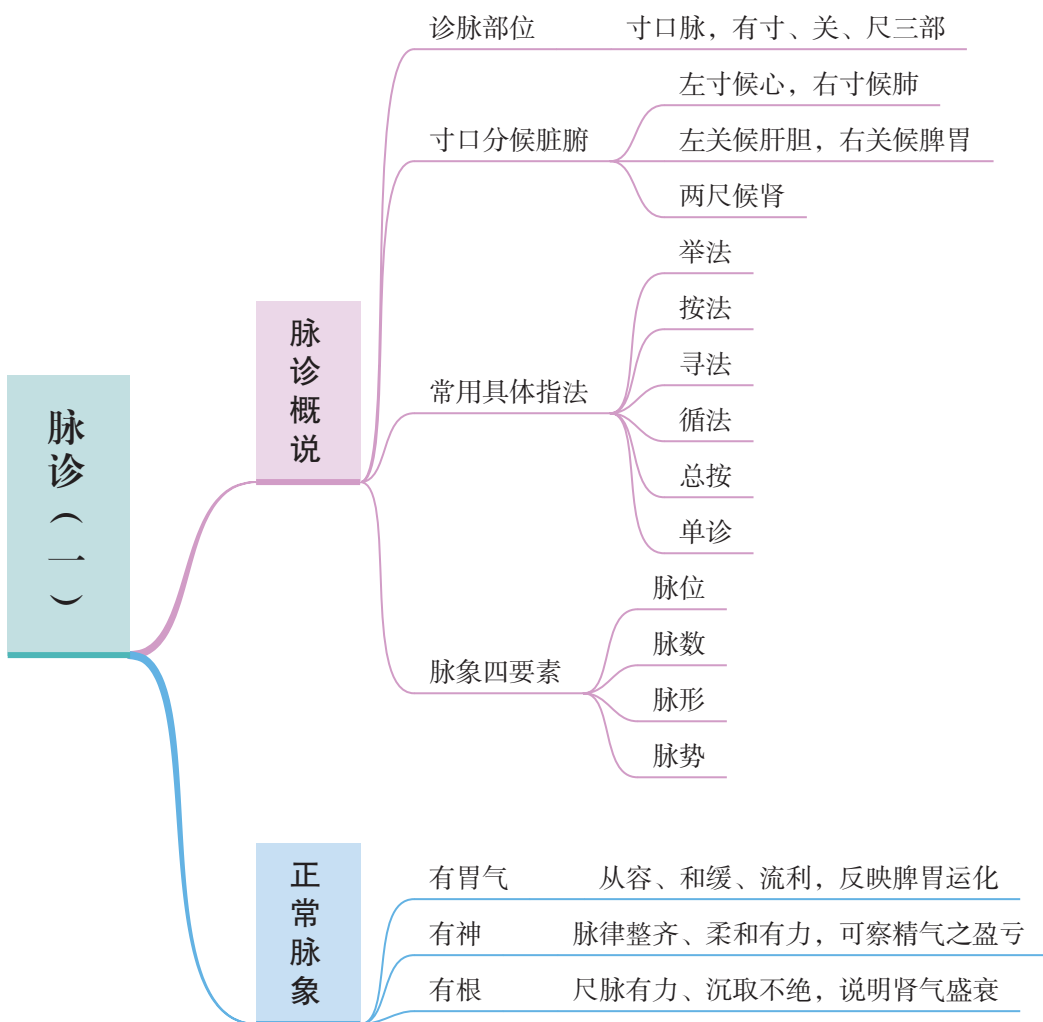 脉诊（一）
脉诊概说
诊脉部位 寸口脉，有寸、关、尺三部
寸口分候脏腑
左寸候心，右寸候肺
左关候肝胆，右关候脾胃
两尺候肾
常用具体指法
举法
按法
寻法
循法
总按
单诊
脉象四要素
脉位
脉数
脉形
脉势
正常脉象
有胃气 从容、和缓、流利，反映脾胃运化
有神 脉律整齐、柔和有力，可察精气之盈亏
有根 尺脉有力、沉取不绝，说明肾气盛衰